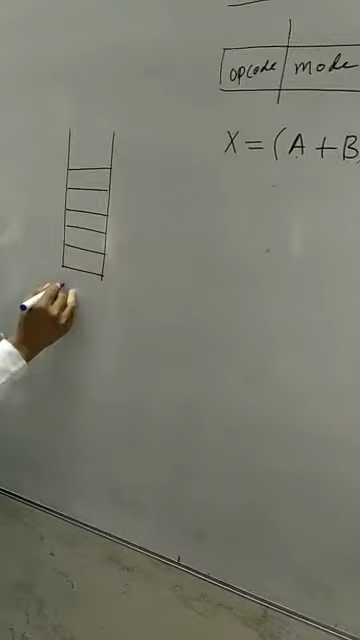 opcode mode
X = (A + B